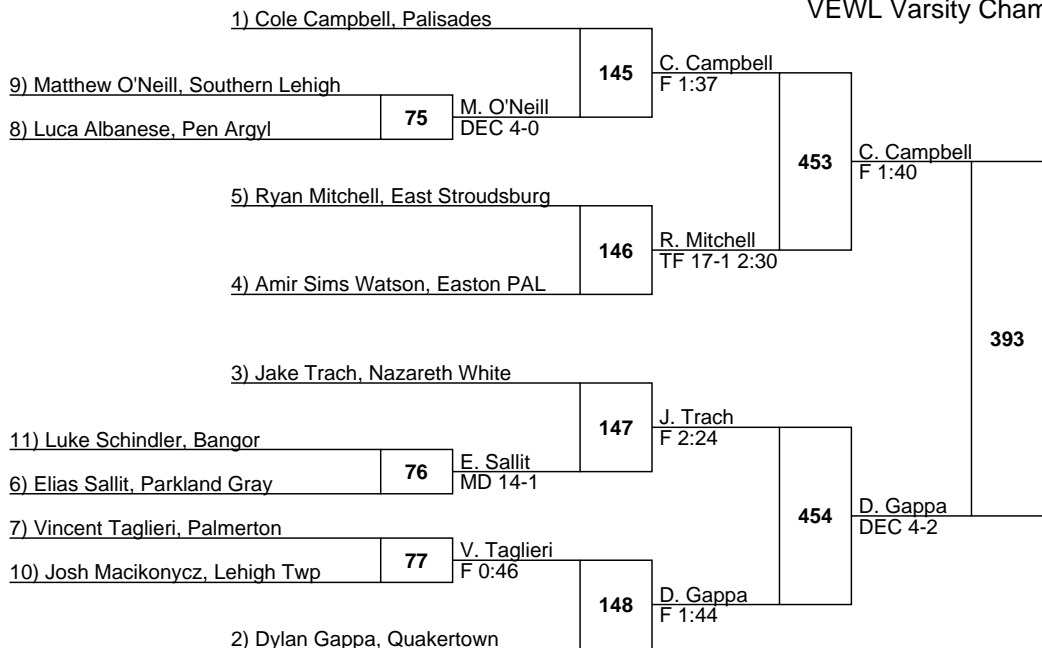 VEWL Varsity Cham
1) Cole Campbell, Palisades
145
C. Campbell
F 1:37
9) Matthew O'Neill, Southern Lehigh
75
M. O'Neill
DEC 4-0
8) Luca Albanese, Pen Argyl
453
C. Campbell
F 1:40
5) Ryan Mitchell, East Stroudsburg
146
R. Mitchell
TF 17-1 2:30
4) Amir Sims Watson, Easton PAL
393
3) Jake Trach, Nazareth White
147
J. Trach
F 2:24
11) Luke Schindler, Bangor
76
E. Sallit
MD 14-1
6) Elias Sallit, Parkland Gray
454
D. Gappa
DEC 4-2
7) Vincent Taglieri, Palmerton
77
V. Taglieri
F 0:46
10) Josh Macikonycz, Lehigh Twp
148
D. Gappa
F 1:44
2) Dylan Gappa, Quakertown